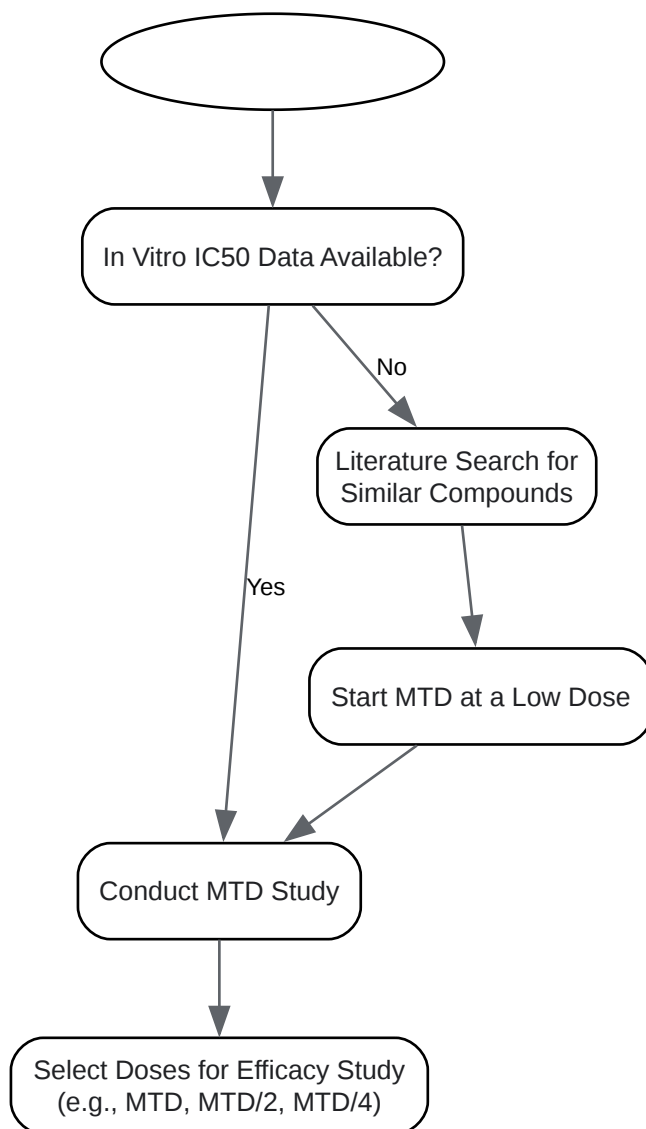 In Vitro IC50 Data Available?
No
Literature Search for
Similar Compounds
Yes
Start MTD at a Low Dose
Conduct MTD Study
Select Doses for Efficacy Study
(e.g., MTD, MTD/2, MTD/4)